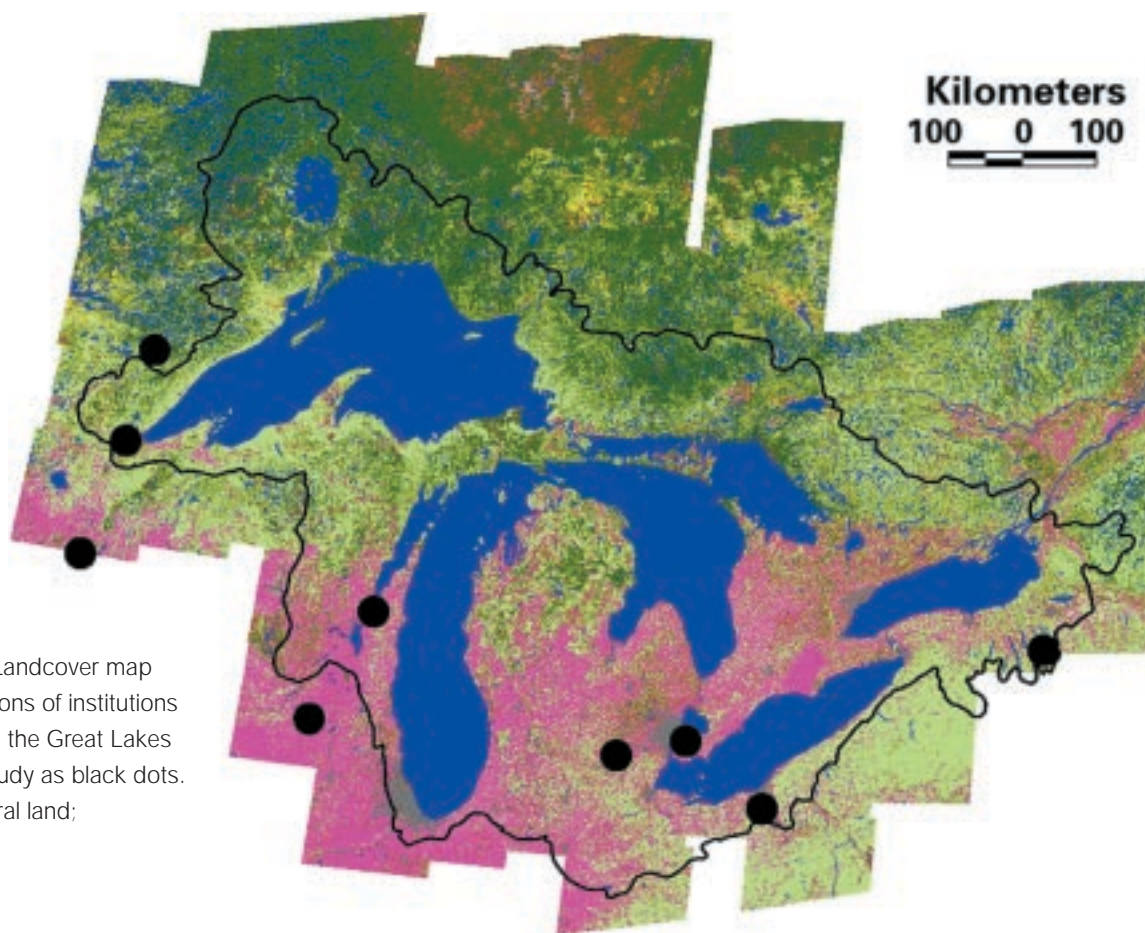 Kilometers
100 0 100
Landcover map
ons of institutions
the Great Lakes
udy as black dots.
ral land;